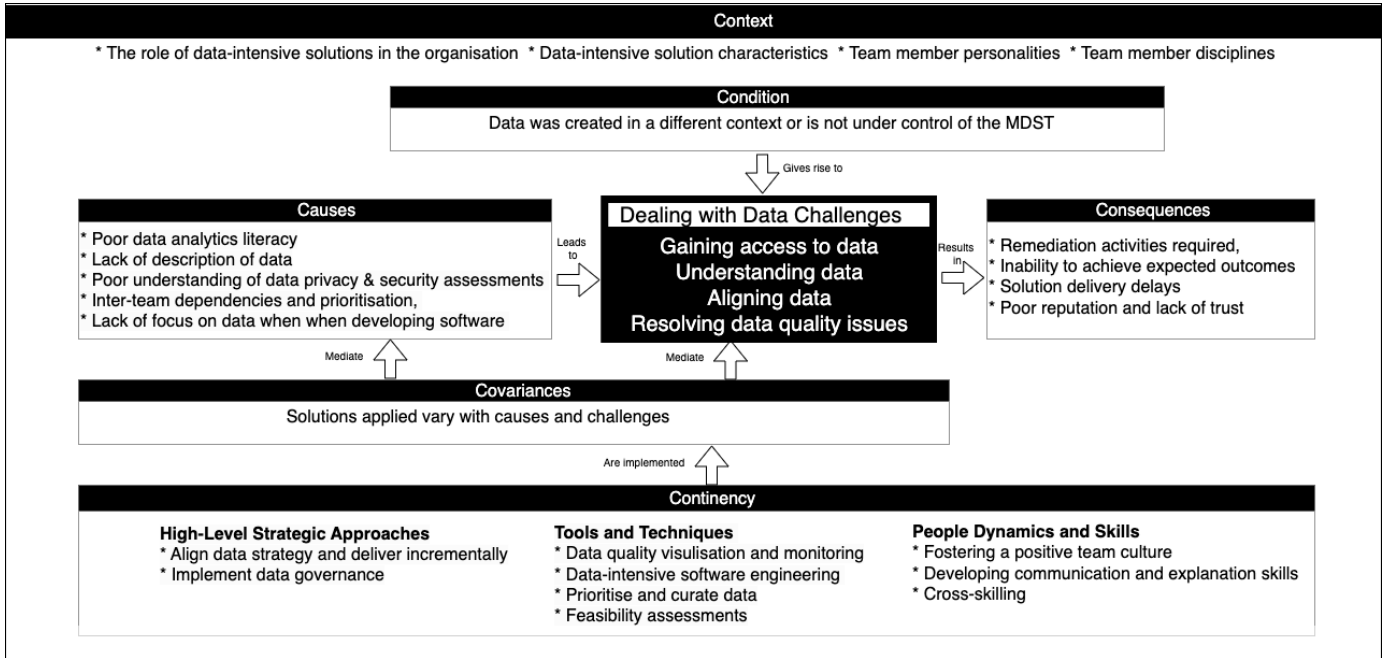 Context
* The role of data-intensive solutions in the organisation * Data-intensive solution characteristics * Team member personalities * Team member disciplines
Condition
Data was created in a different context or is not under control of the MDST
Gives rise to
Causes
* Poor data analytics literacy
* Lack of description of data
* Poor understanding of data privacy & security assessments
* Inter-team dependencies and prioritisation,
* Lack of focus on data when when developing software
Leads
to
Dealing with Data Challenges
Gaining access to data
Understanding data
Aligning data
Resolving data quality issues
Results
in
Consequences
* Remediation activities required,
* Inability to achieve expected outcomes
* Solution delivery delays
* Poor reputation and lack of trust
Mediate
Mediate
Covariances
Solutions applied vary with causes and challenges
Are implemented
Continency
High-Level Strategic Approaches
* Align data strategy and deliver incrementally
* Implement data governance
Tools and Techniques
* Data quality visulisation and monitoring
* Data-intensive software engineering
* Prioritise and curate data
* Feasibility assessments
People Dynamics and Skills
* Fostering a positive team culture
* Developing communication and explanation skills
* Cross-skilling